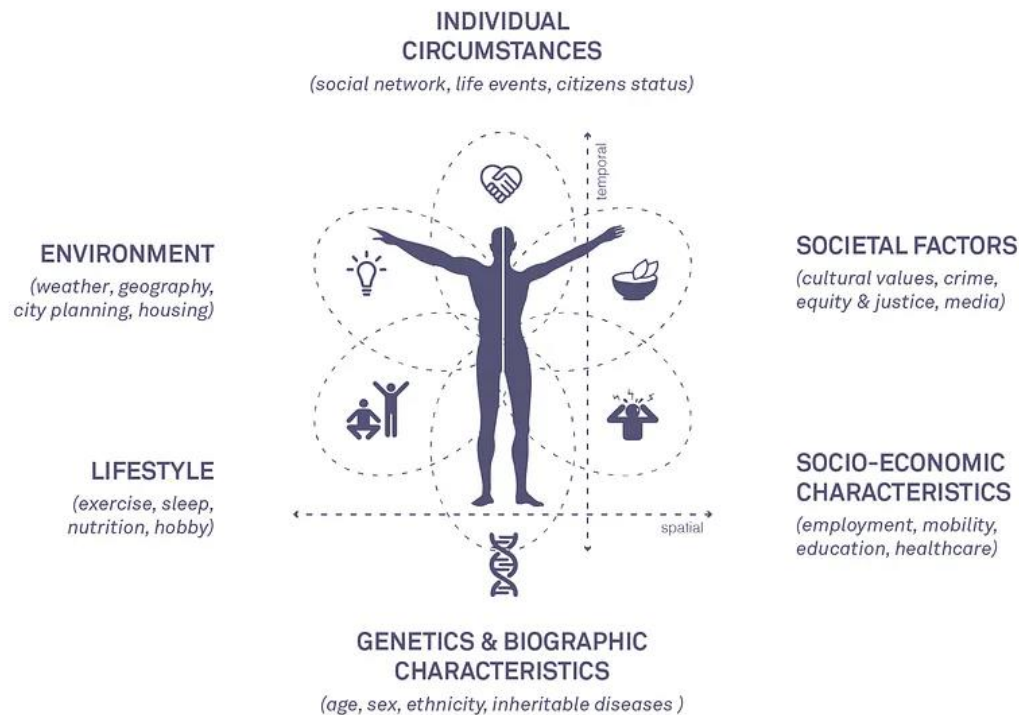 INDIVIDUAL
CIRCUMSTANCES
(social network, life events, citizens status)
temporal
ENVIRONMENT
(weather, geography,
city planning, housing)
SOCIETAL FACTORS
(cultural values, crime,
equity & justice, media)
LIFESTYLE
(exercise, sleep,
nutrition, hobby)
SOCIO-ECONOMIC
CHARACTERISTICS
(employment, mobility,
education, healthcare)
spatial
GENETICS & BIOGRAPHIC
CHARACTERISTICS
(age, sex, ethnicity, inheritable diseases )